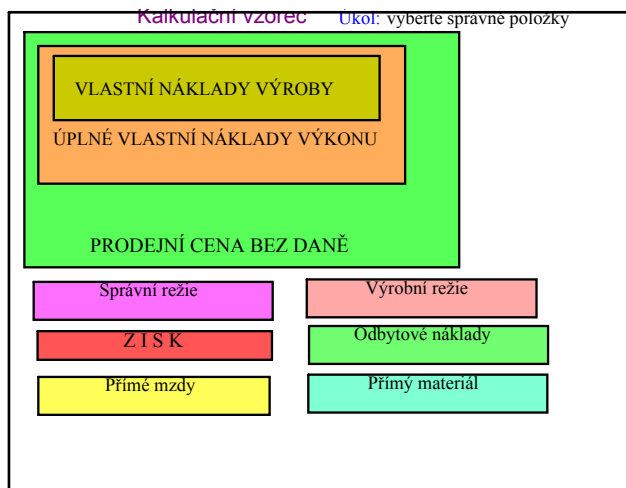 Kalkulační vzorec Úkol: vyberte správné položky
VLASTNÍ NÁKLADY VÝROBY
ÚPLNÉ VLASTNÍ NÁKLADY VÝKONU
PRODEJNÍ CENA BEZ DANĚ
Správní režie Výrobní režie
Z I S K Odbytové náklady
Přímé mzdy Přímý materiál